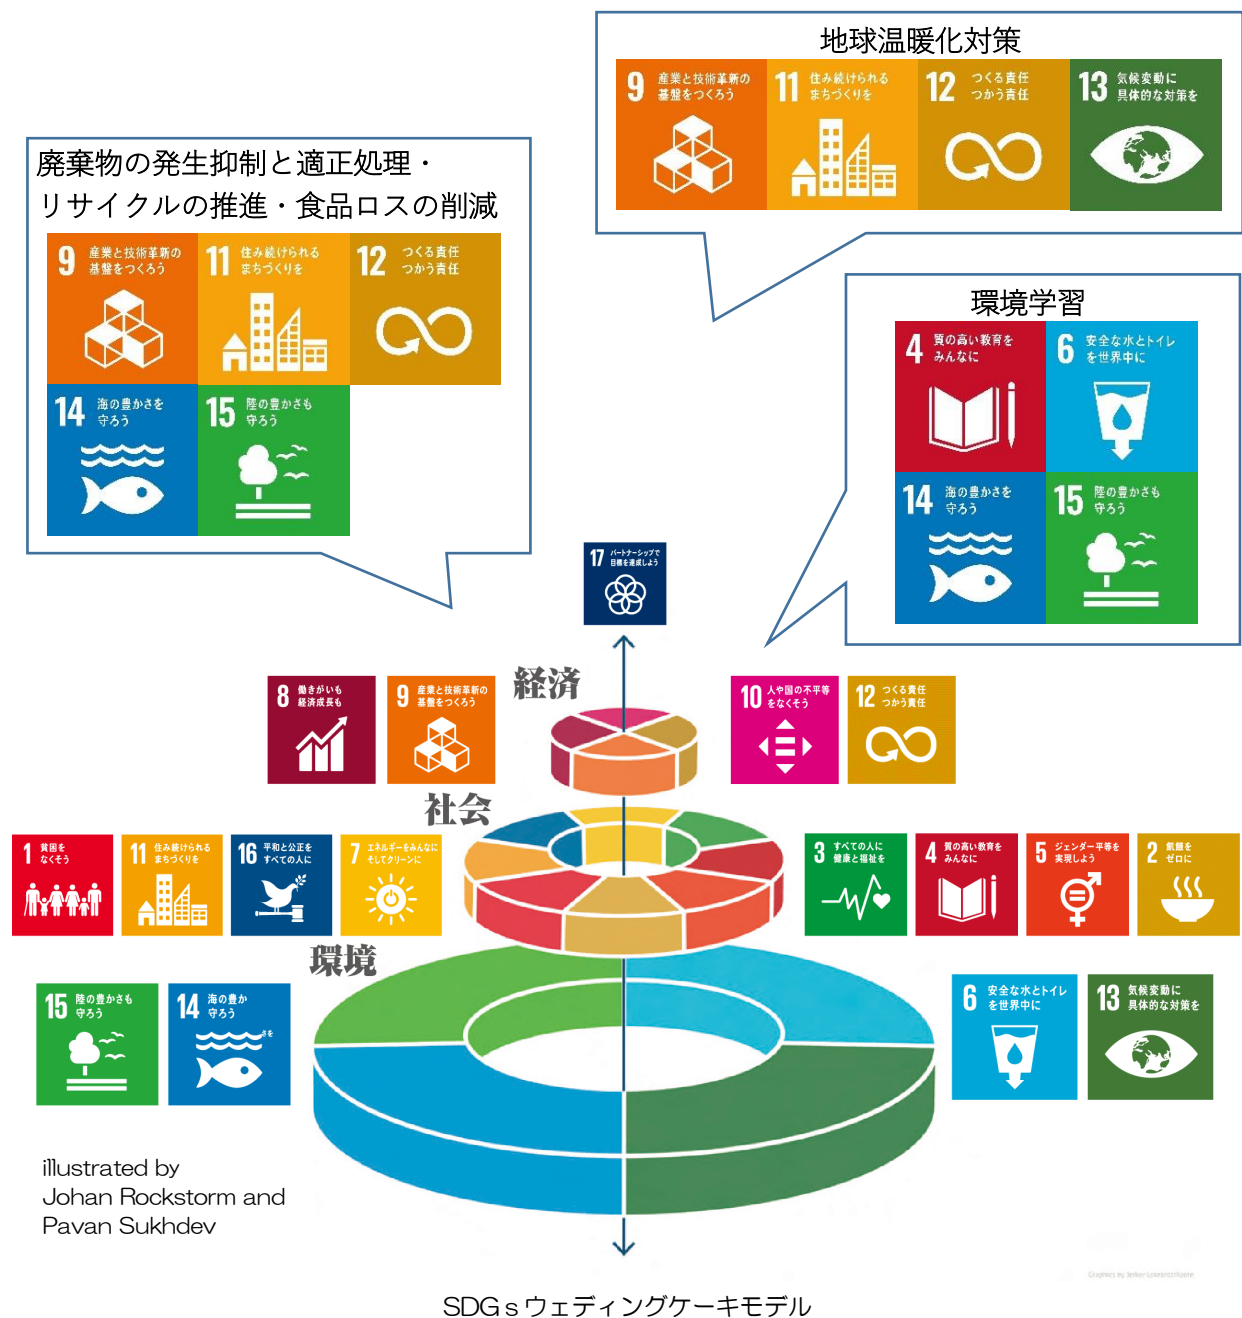 地球温暖化対策
9 産業と技術革新の
基盤をつくろう
11 住み続けられる
まちづくりを
12 つくる責任
つかう責任
13 気候変動に
具体的な対策を
廃棄物の発生抑制と適正処理・
リサイクルの推進・食品ロスの削減
9 産業と技術革新の
基盤をつくろう
11 住み続けられる
まちづくりを
12 つくる責任
つかう責任
14 海の豊かさを
守ろう
15 陸の豊かさも
守ろう
環境学習
4 質の高い教育を
みんなに
6 安全な水とトイレ
を世界中に
14 海の豊かさを
守ろう
15 陸の豊かさも
守ろう
17 パートナーシップで
目標を達成しよう
経済
8 働きがいも
経済成長も
9 産業と技術革新の
基盤をつくろう
10 人や国の不平等
をなくそう
12 つくる責任
つかう責任
社会
1 貧困を
なくそう
11 住み続けられる
まちづくりを
16 平和と公正を
すべての人に
7 エネルギーをみんなに
そしてクリーンに
3 すべての人に
健康と福祉を
4 質の高い教育を
みんなに
5 ジェンダー平等を
実現しよう
2 飢餓を
ゼロに
環境
15 陸の豊かさも
守ろう
14 海の豊か
守ろう
さを
6 安全な水とトイレ
を世界中に
13 気候変動に
具体的な対策を
illustrated by
Johan Rockstorm and
Pavan Sukhdev
Graphics by Jerker
SDGsウェディングケーキモデル